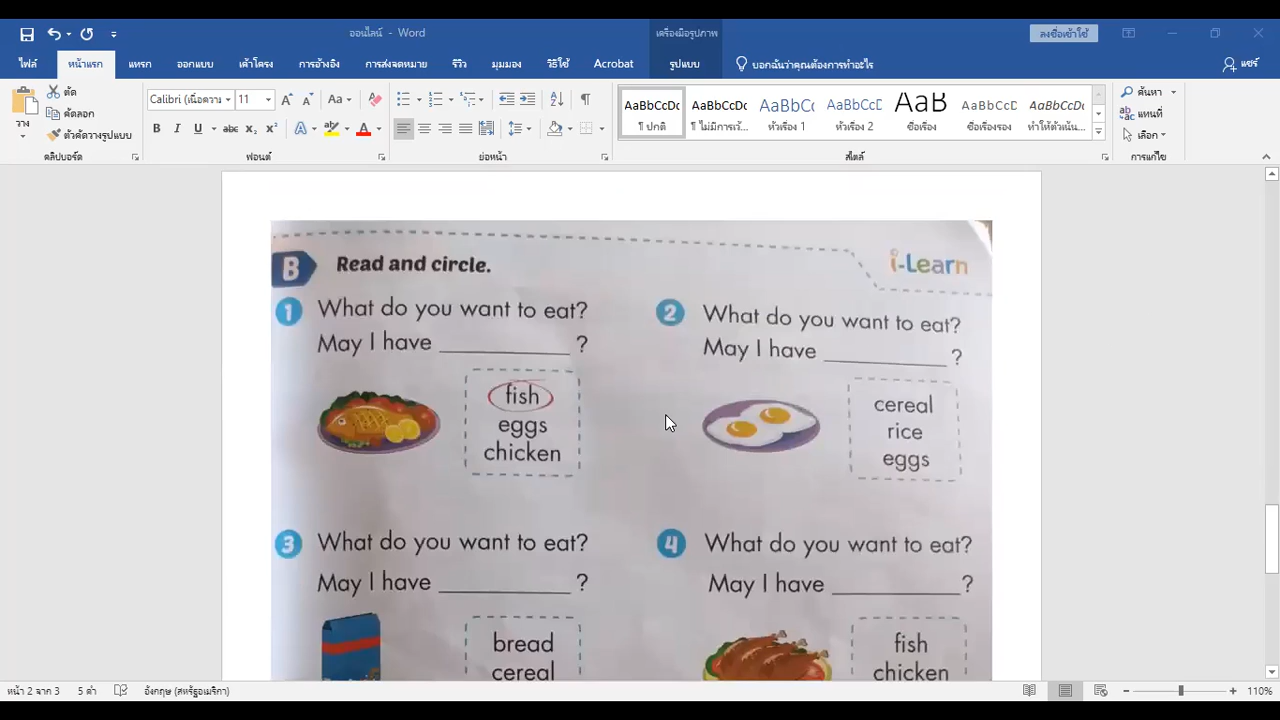 ออนไลน์ - Word
เครื่องมือรูปภาพ
ลงชื่อเข้าใช้
ไฟล์
หน้าแรก
แทรก
ออกแบบ
เค้าโครง
การอ้างอิง
การส่งจดหมาย
รีวิว
มุมมอง
วิธีใช้
Acrobat
รูปแบบ
บอกฉันว่าคุณต้องการทำอะไร
แชร์
วาง
ตัด
คัดลอก
ตัวคัดวางรูปแบบ
คลิปบอร์ด
Calibri (เนื้อความ
11
ฟอนต์
ย่อหน้า
AaBbCcDc
¶ ปกติ
AaBbCcDc
¶ ไม่มีการเว้...
AaBbC
หัวเรื่อง 1
AaBbCcD
หัวเรื่อง 2
AaB
ชื่อเรื่อง
AaBbCcD
ชื่อเรื่องรอง
AaBbCcDc
ทำให้ตัวเน้น...
สไตล์
ค้นหา
แทนที่
เลือก
การแก้ไข
B Read and circle.
i-Learn
1 What do you want to eat?
May I have ____________ ?
fish
eggs
chicken
2 What do you want to eat?
May I have ____________ ?
cereal
rice
eggs
3 What do you want to eat?
May I have ____________ ?
bread
cereal
4 What do you want to eat?
May I have ____________ ?
fish
chicken
หน้า 2 จาก 3
5 คำ
อังกฤษ (สหรัฐอเมริกา)
110%